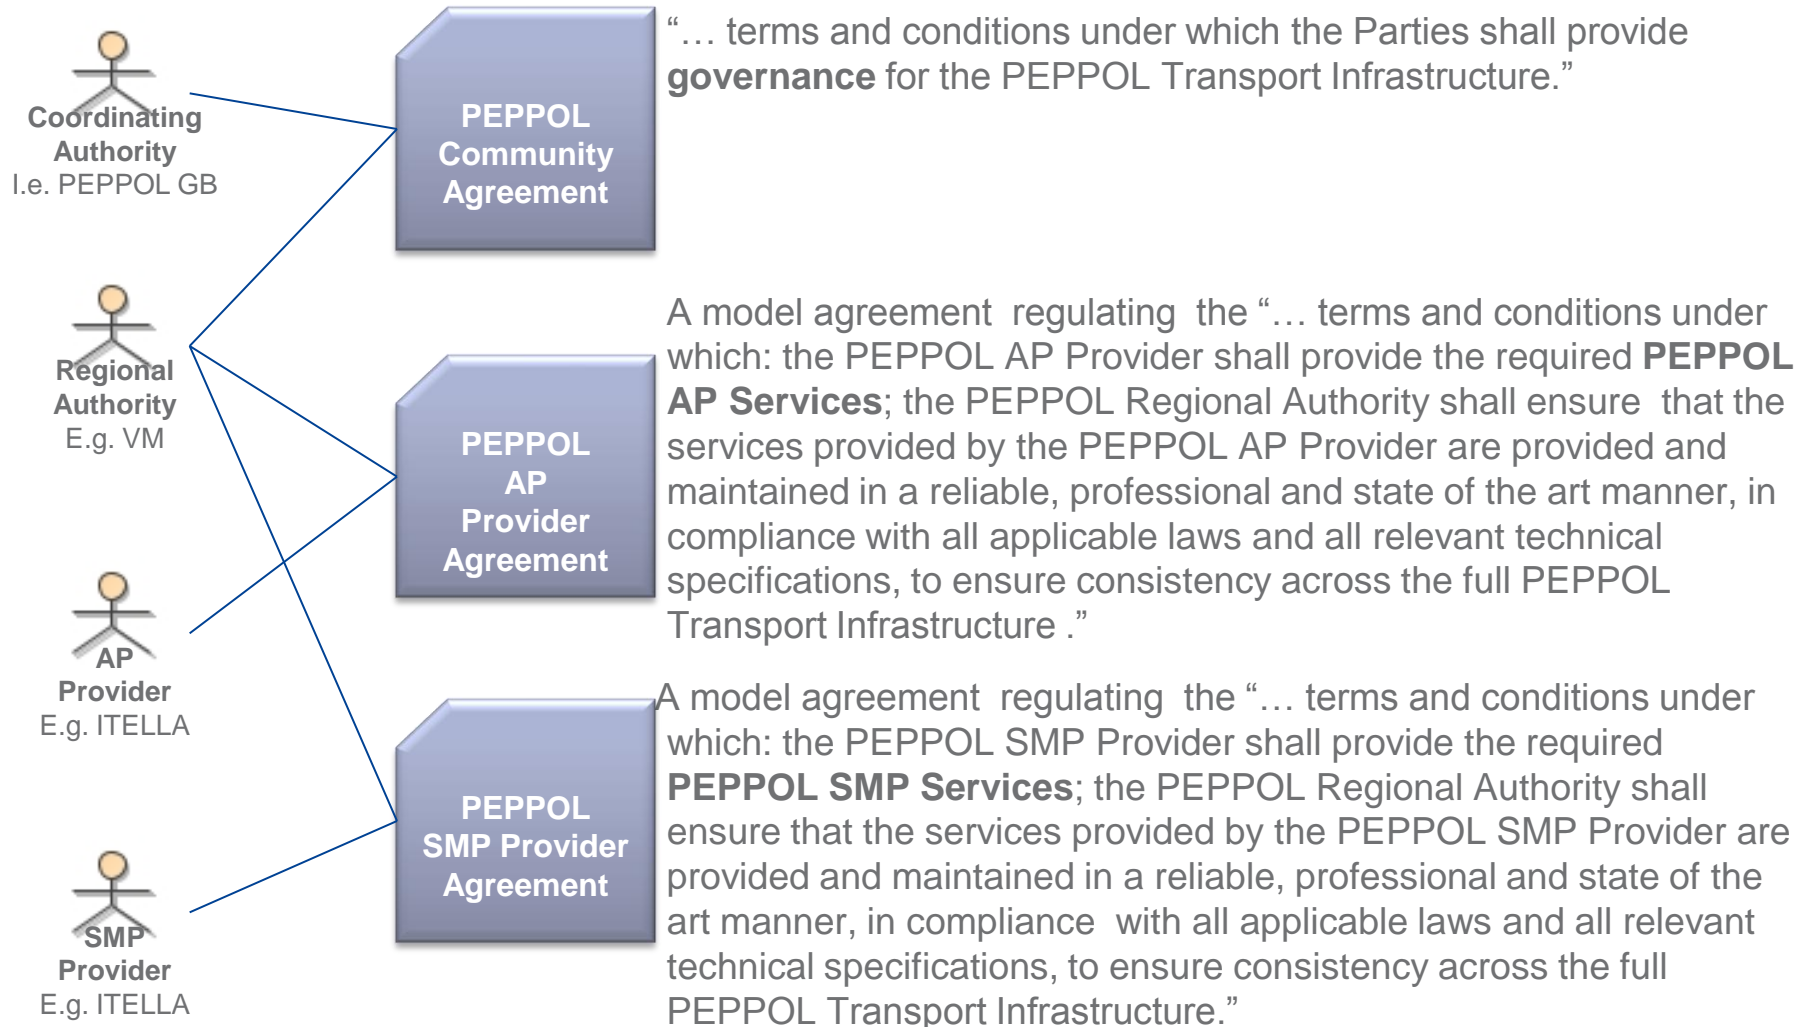 Coordinating
Authority
I.e. PEPPOL GB
PEPPOL
Community
Agreement
“… terms and conditions under which the Parties shall provide
governance for the PEPPOL Transport Infrastructure.”
Regional
Authority
E.g. VM
PEPPOL
AP
Provider
Agreement
A model agreement  regulating  the “… terms and conditions under
which: the PEPPOL AP Provider shall provide the required PEPPOL
AP Services; the PEPPOL Regional Authority shall ensure  that the
services provided by the PEPPOL AP Provider are provided and
maintained in a reliable, professional and state of the art manner, in
compliance with all applicable laws and all relevant technical
specifications, to ensure consistency across the full PEPPOL
Transport Infrastructure .”
AP
Provider
E.g. ITELLA
PEPPOL
SMP Provider
Agreement
A model agreement  regulating  the “… terms and conditions under
which: the PEPPOL SMP Provider shall provide the required
PEPPOL SMP Services; the PEPPOL Regional Authority shall
ensure that the services provided by the PEPPOL SMP Provider are
provided and maintained in a reliable, professional and state of the
art manner, in compliance  with all applicable laws and all relevant
technical specifications, to ensure consistency across the full
PEPPOL Transport Infrastructure.”
SMP
Provider
E.g. ITELLA